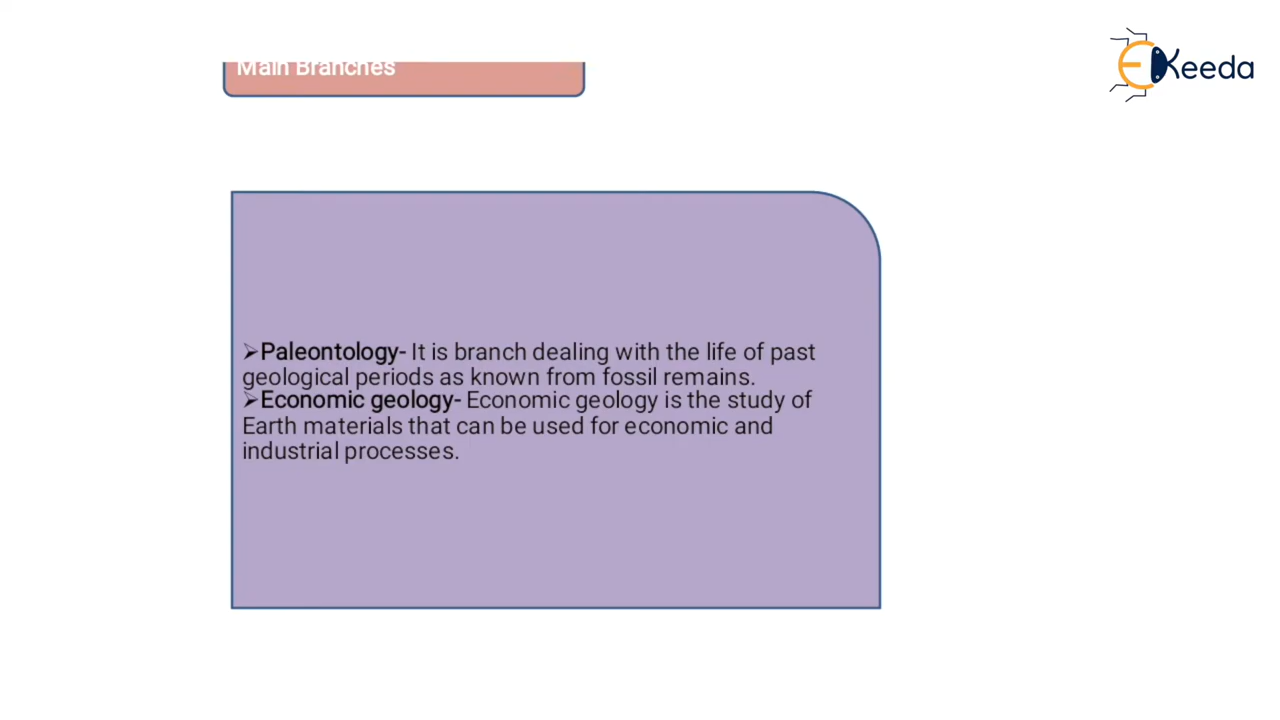 Main Branches
EKeeda
➢Paleontology- It is branch dealing with the life of past
geological periods as known from fossil remains.
➢Economic geology- Economic geology is the study of
Earth materials that can be used for economic and
industrial processes.